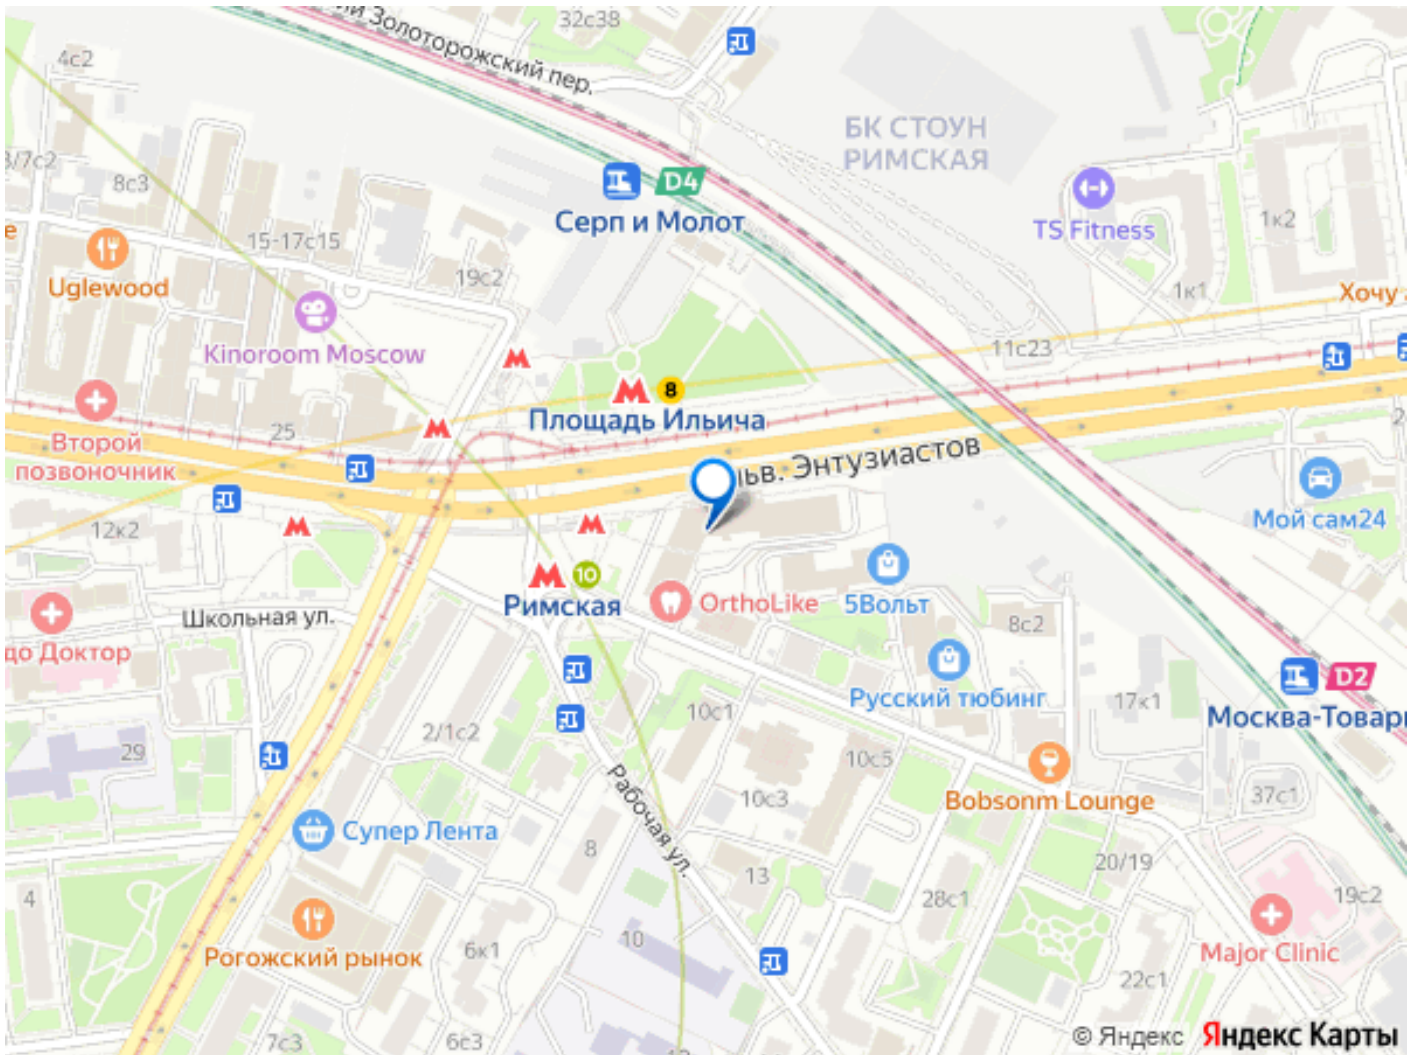 32с38
Золоторожский пер.
4с2
БК СТОУН
РИМСКАЯ
3/7с2
8с3
D4
Серп и Молот
TS Fitness
1к2
15-17с15
19с2
Uglewood
1к1
Хочу
Kinoroom Moscow
11с23
М
М
8
Площадь Ильича
М
25
Второй
позвоночник
ьв. Энтузиастов
12к2
М
М
Мой сам24
М
10
Римская
OrthoLike
5Вольт
Школьная ул.
8с2
до Доктор
D2
Русский тюбинг
17к1
Москва-Товар
10с1
2/1с2
29
10с5
10с3
Bobsonm Lounge
37с1
Рабочая ул.
Супер Лента
8
13
20/19
4
28с1
19с2
10
Рогожский рынок
6к1
Major Clinic
22с1
7с3
6с3
© Яндекс Яндекс Карты